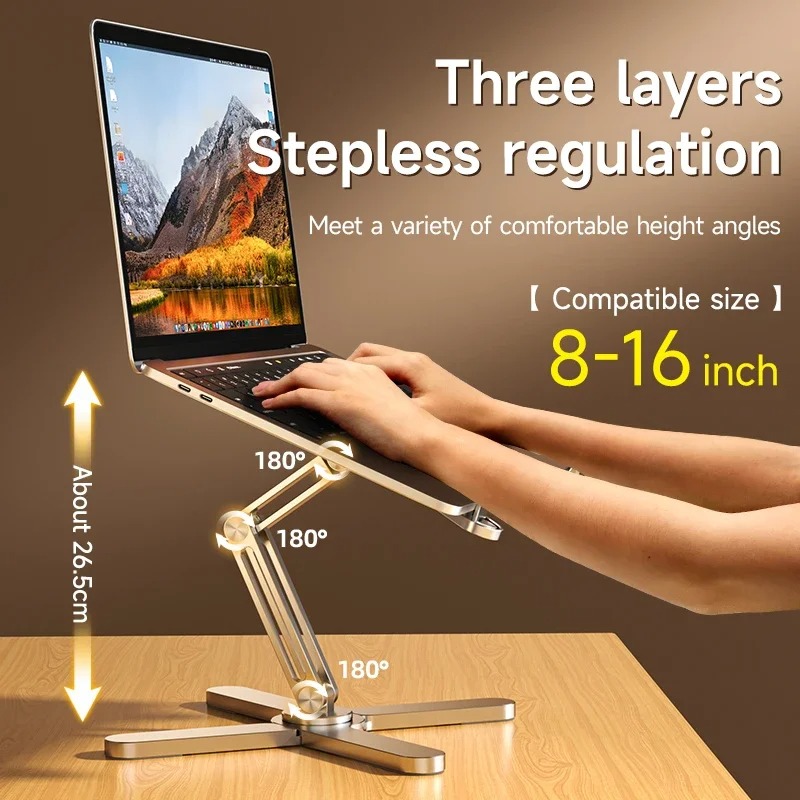 Three layers
Stepless regulation
Meet a variety of comfortable height angles
【 Compatible size 】
8-16 inch
180°
180°
About 26.5cm
180°